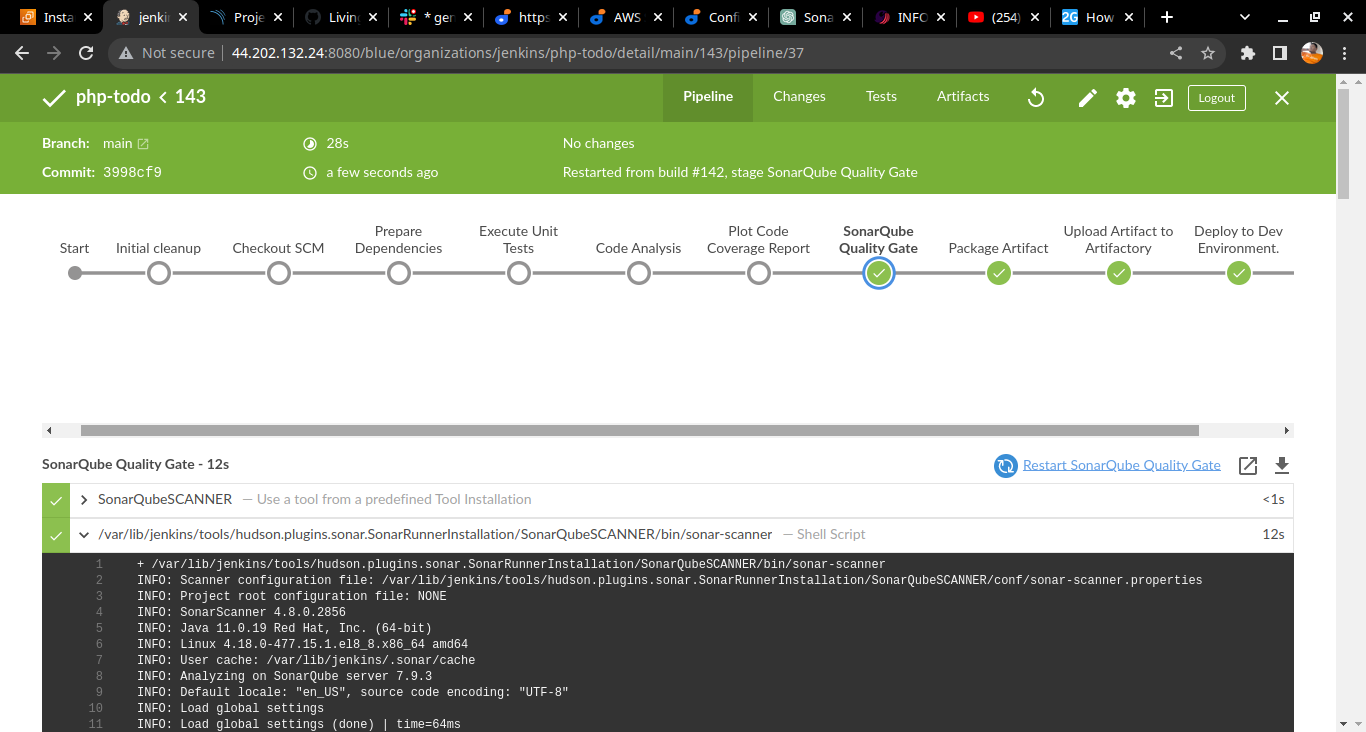 Insta
jenki
Proje
Living
* gen
https
AWS
Confi
Sona
INFO
(254)
2G How
Not secure 44.202.132.24:8080/blue/organizations/jenkins/php-todo/detail/main/143/pipeline/37
php-todo < 143
Pipeline Changes Tests Artifacts Logout
Branch: main 28s No changes
Commit: 3998cf9 a few seconds ago Restarted from build #142, stage SonarQube Quality Gate
Start
Initial cleanup
Checkout SCM
Prepare
Dependencies
Execute Unit
Tests
Code Analysis
Plot Code
Coverage Report
SonarQube
Quality Gate
Package Artifact
Upload Artifact to
Artifactory
Deploy to Dev
Environment.
SonarQube Quality Gate - 12s Restart SonarQube Quality Gate
SonarQubeSCANNER — Use a tool from a predefined Tool Installation <1s
/var/lib/jenkins/tools/hudson.plugins.sonar.SonarRunnerInstallation/SonarQubeSCANNER/bin/sonar-scanner — Shell Script 12s
1 + /var/lib/jenkins/tools/hudson.plugins.sonar.SonarRunnerInstallation/SonarQubeSCANNER/bin/sonar-scanner
2 INFO: Scanner configuration file: /var/lib/jenkins/tools/hudson.plugins.sonar.SonarRunnerInstallation/SonarQubeSCANNER/conf/sonar-scanner.properties
3 INFO: Project root configuration file: NONE
4 INFO: SonarScanner 4.8.0.2856
5 INFO: Java 11.0.19 Red Hat, Inc. (64-bit)
6 INFO: Linux 4.18.0-477.15.1.el8_8.x86_64 amd64
7 INFO: User cache: /var/lib/jenkins/.sonar/cache
8 INFO: Analyzing on SonarQube server 7.9.3
9 INFO: Default locale: "en_US", source code encoding: "UTF-8"
10 INFO: Load global settings
11 INFO: Load global settings (done) | time=64ms